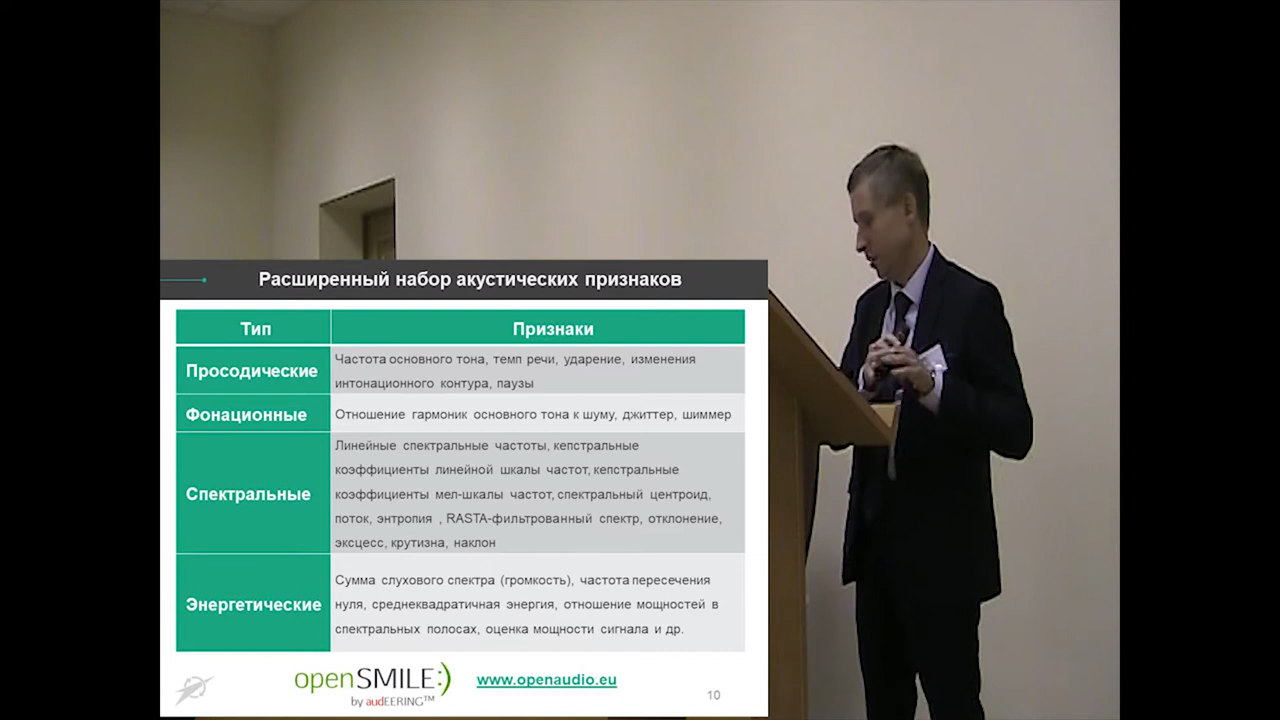 Расширенный набор акустических признаков
Тип
Признаки
Просодические
Частота основного тона, темп речи, ударение, изменения
интонационного контура, паузы
Фонационные
Отношение гармоник основного тона к шуму, джиттер, шиммер
Спектральные
Линейные спектральные частоты, кепстральные
коэффициенты линейной шкалы частот, кепстральные
коэффициенты мел-шкалы частот, спектральный центроид,
поток, энтропия , RASTA-фильтрованный спектр, отклонение,
эксцесс, крутизна, наклон
Энергетические
Сумма слухового спектра (громкость), частота пересечения
нуля, среднеквадратичная энергия, отношение мощностей в
спектральных полосах, оценка мощности сигнала и др.
openSMILE:)
by audEERING™
www.openaudio.eu
10